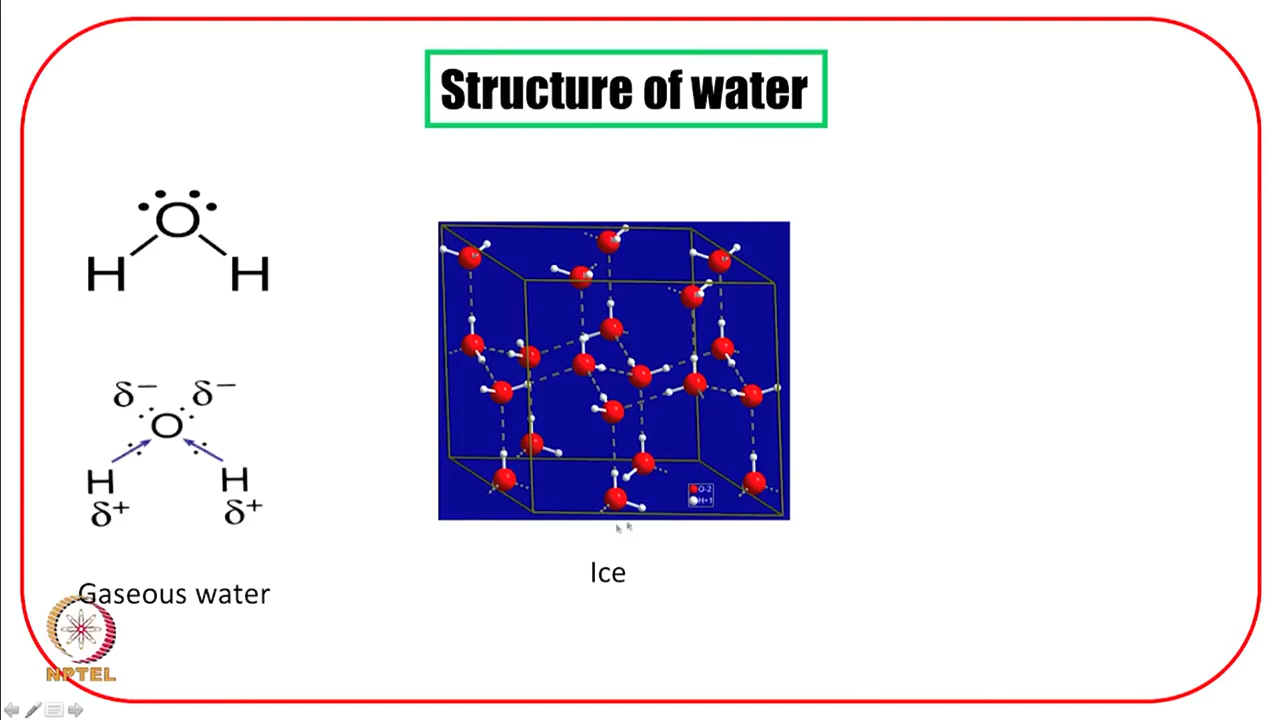 Structure of water
O
H H
δ− δ−
O
H H
δ+ δ+
Gaseous water
O-2
H+1
Ice
NPTEL